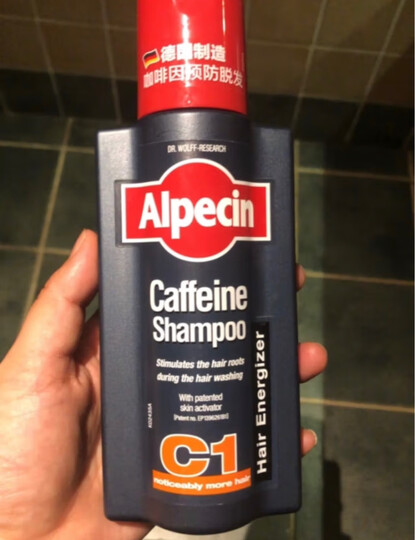 德国制造
咖啡因预防脱发
DR. WOLFF-RESEARCH
Alpecin
Caffeine
Shampoo
Stimulates the hair roots
during the hair washing
With patented
skin activator
Hair Energizer
C1
noticeably more hair